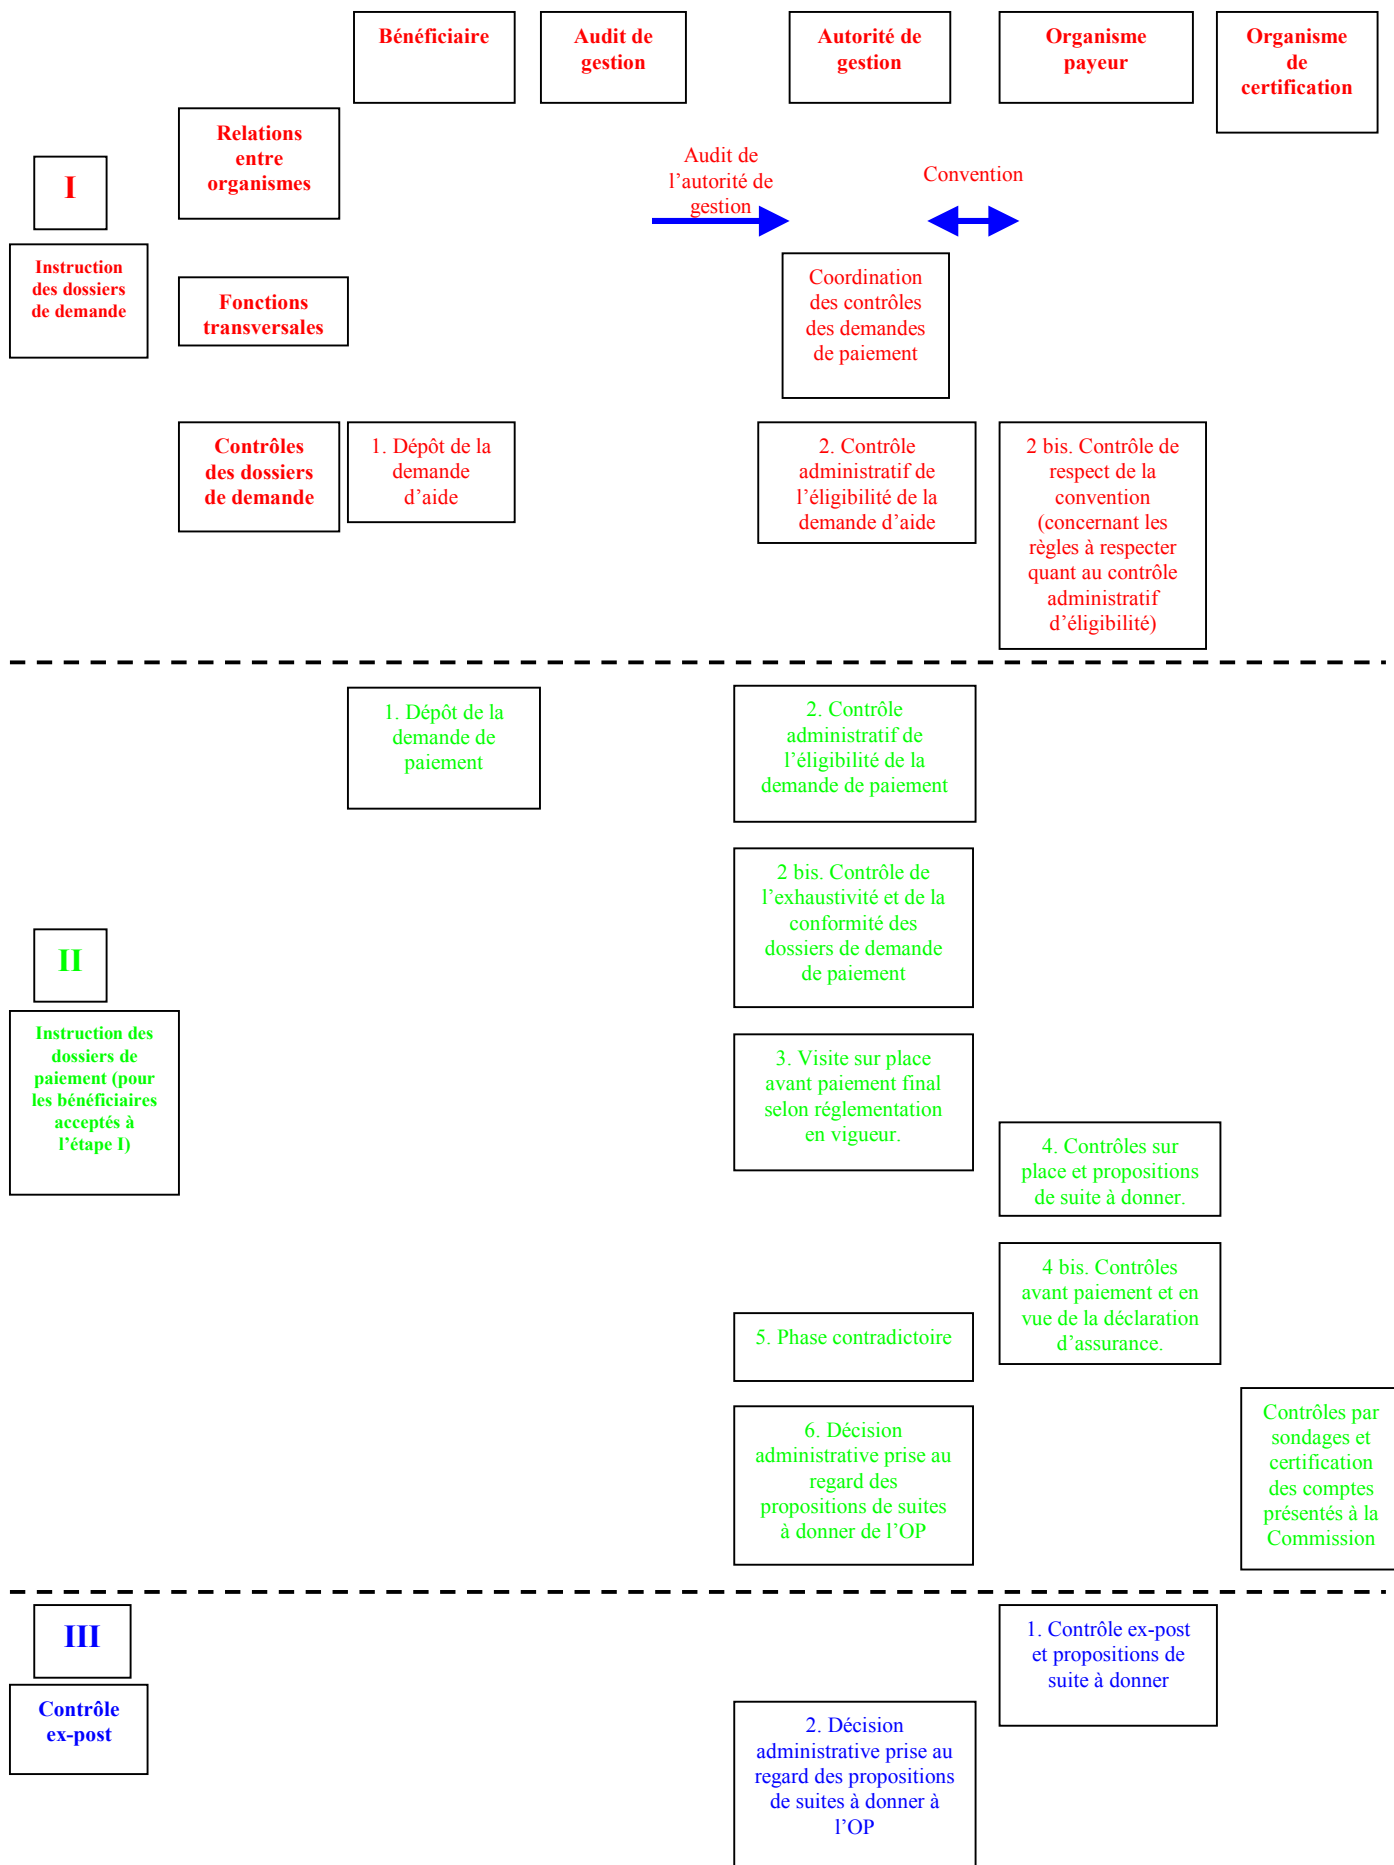 Bénéficiaire
Audit de
gestion
Autorité de
gestion
Organisme
payeur
Organisme
de
certification
Relations
entre
organismes
I
Audit de
l’autorité de
gestion
Convention
Instruction
des dossiers
de demande
Fonctions
transversales
Coordination
des contrôles
des demandes
de paiement
Contrôles
des dossiers
de demande
1. Dépôt de la
demande
d’aide
2. Contrôle
administratif de
l’éligibilité de la
demande d’aide
2 bis. Contrôle de
respect de la
convention
(concernant les
règles à respecter
quant au contrôle
administratif
d’éligibilité)
1. Dépôt de la
demande de
paiement
2. Contrôle
administratif de
l’éligibilité de la
demande de paiement
2 bis. Contrôle de
l’exhaustivité et de la
conformité des
dossiers de demande
de paiement
II
Instruction des
dossiers de
paiement (pour
les bénéficiaires
acceptés à
l’étape I)
3. Visite sur place
avant paiement final
selon réglementation
en vigueur.
4. Contrôles sur
place et propositions
de suite à donner.
4 bis. Contrôles
avant paiement et en
vue de la déclaration
d’assurance.
5. Phase contradictoire
6. Décision
administrative prise au
regard des
propositions de suites
à donner de l’OP
Contrôles par
sondages et
certification
des comptes
présentés à la
Commission
III
Contrôle
ex-post
1. Contrôle ex-post
et propositions de
suite à donner
2. Décision
administrative prise au
regard des propositions
de suites à donner à
l’OP